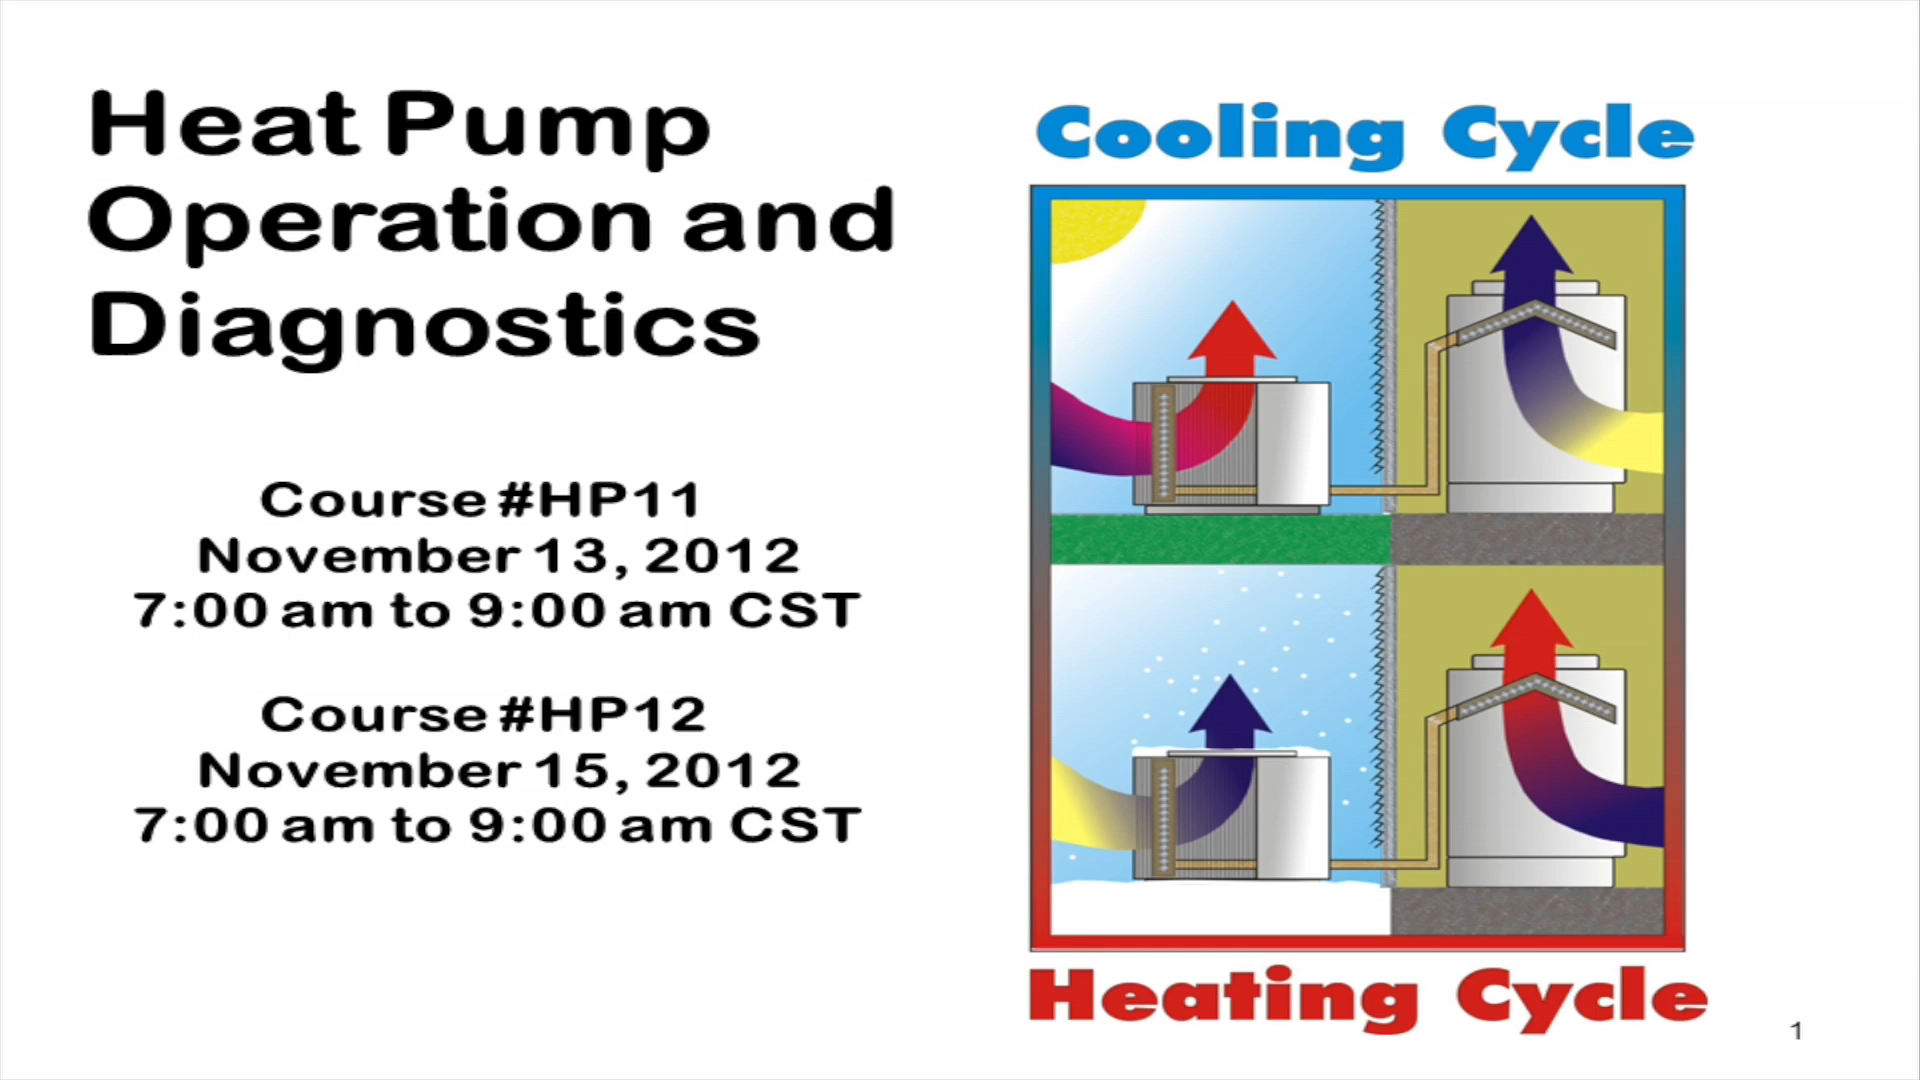 Heat Pump
Operation and
Diagnostics
Course #HP11
November 13, 2012
7:00 am to 9:00 am CST
Course #HP12
November 15, 2012
7:00 am to 9:00 am CST
Cooling Cycle
Heating Cycle
1